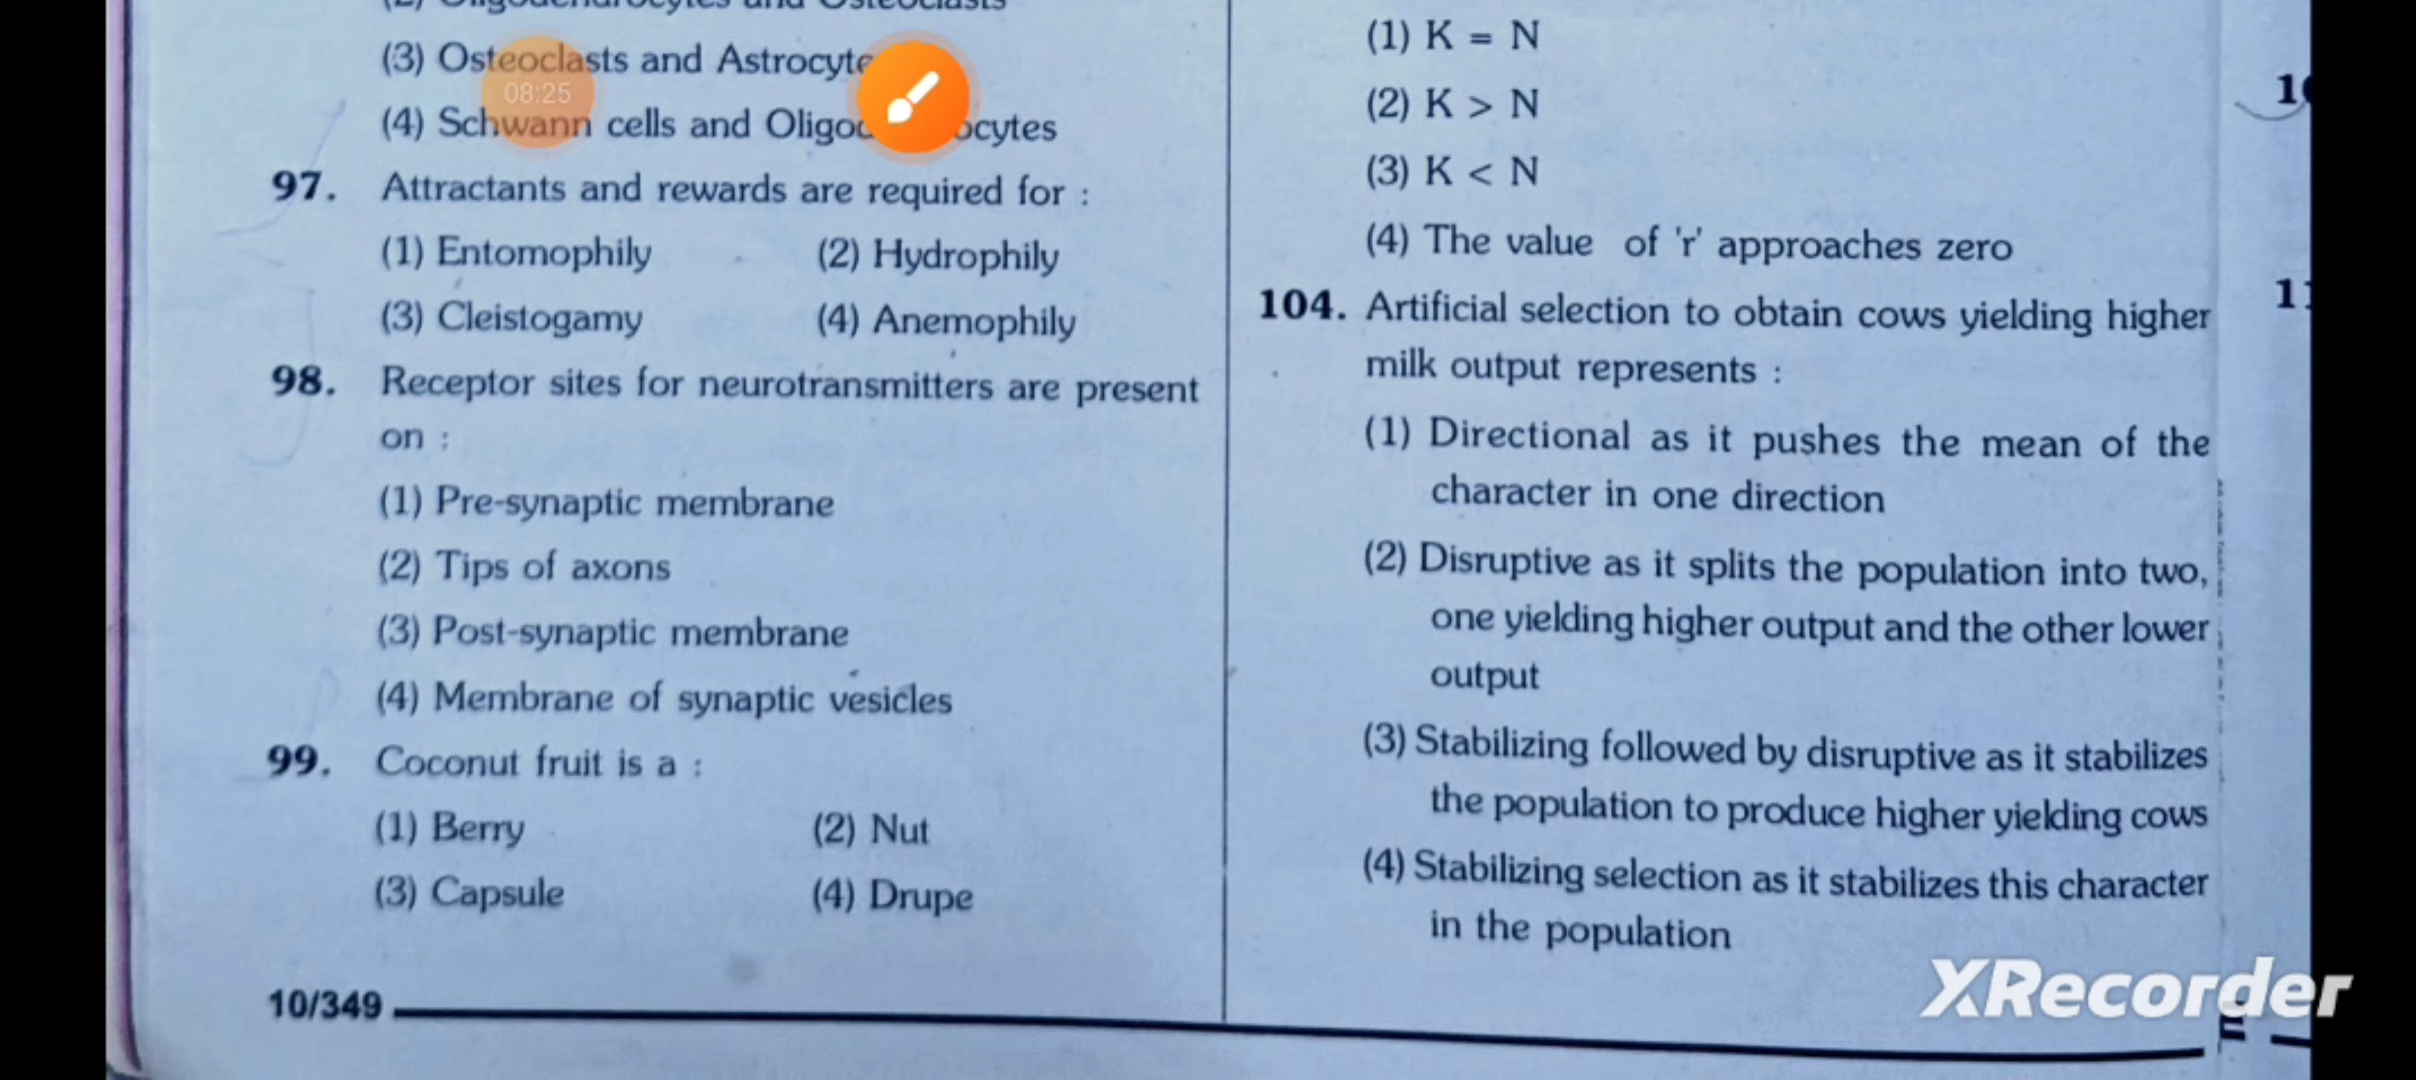 (3) Osteoclasts and Astrocyte
08:25
(4) Schwann cells and
97. Attractants and rewards are required for :
(1) Entomophily (2) Hydrophily
(3) Cleistogamy (4) Anemophily
98. Receptor sites for neurotransmitters are present
on :
(1) Pre-synaptic membrane
(2) Tips of axons
(3) Post-synaptic membrane
(4) Membrane of synaptic vesicles
99. Coconut fruit is a :
(1) Berry (2) Nut
(3) Capsule (4) Drupe
10/349
(1) K = N
(2) K > N
(3) K < N
(4) The value of 'r' approaches zero
104. Artificial selection to obtain cows yielding higher
milk output represents :
(1) Directional as it pushes the mean of the
character in one direction
(2) Disruptive as it splits the population into two,
one yielding higher output and the other lower
output
(3) Stabilizing followed by disruptive as it stabilizes
the population to produce higher yielding cows
(4) Stabilizing selection as it stabilizes this character
in the population
XRecorder